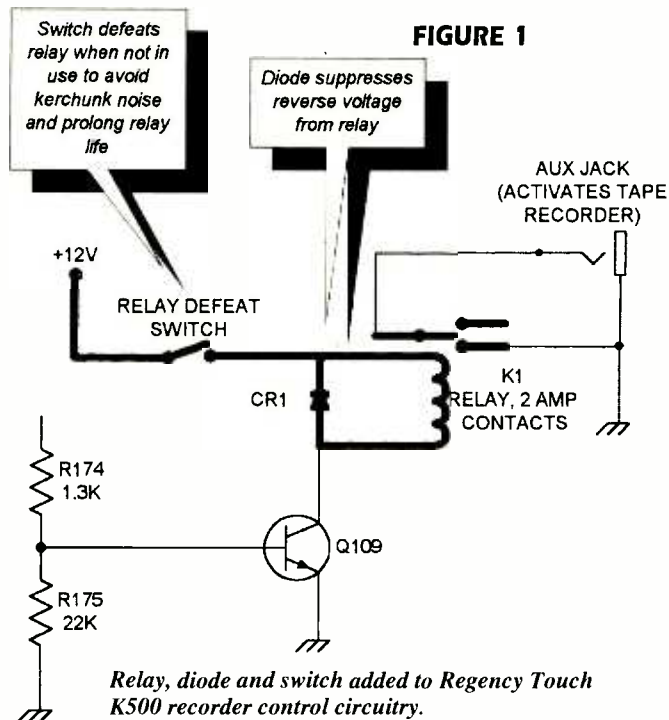 FIGURE 1
Switch defeats
relay when not in
use to avoid
kerchunk noise
and prolong relay
life
Diode suppresses
reverse voltage
from relay
AUX JACK
(ACTIVATES TAPE
RECORDER)
+12V
RELAY DEFEAT
SWITCH
CR1
K1
RELAY, 2 AMP
CONTACTS
R174
1.3K
Q109
R175
22K
Relay, diode and switch added to Regency Touch
K500 recorder control circuitry.